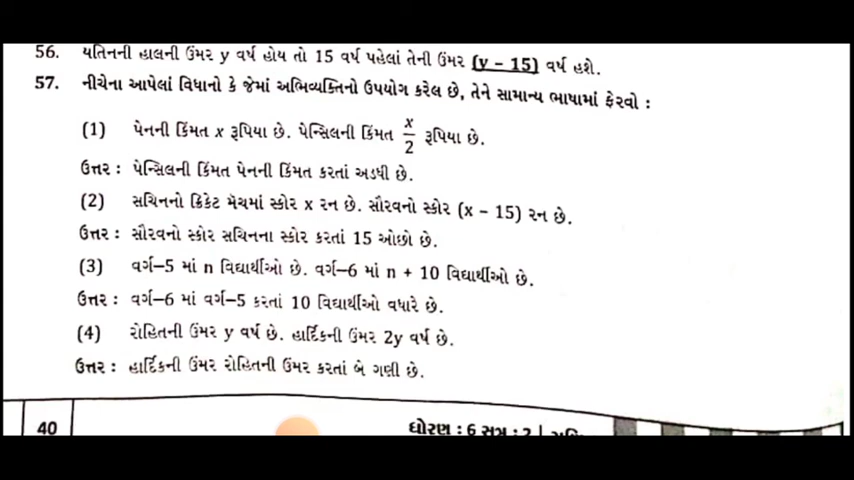 56. યતિનની હાલની ઉંમર y વર્ષ હોય તો 15 વર્ષ પહેલાં તેની ઉંમર (y – 15) વર્ષ હશે.
57. નીચેના આપેલાં વિધાનો કે જેમાં અભિવ્યક્તિનો ઉપયોગ કરેલ છે, તેને સામાન્ય ભાષામાં ફેરવો :
(1) પેનની કિંમત x રૂપિયા છે. પેન્સિલની કિંમત x/2 રૂપિયા છે.
ઉત્તર : પેન્સિલની કિંમત પેનની કિંમત કરતાં અડધી છે.
(2) સચિનનો ક્રિકેટ મૅચમાં સ્કોર x રન છે. સૌરવનો સ્કોર (x – 15) રન છે.
ઉત્તર : સૌરવનો સ્કોર સચિનના સ્કોર કરતાં 15 ઓછો છે.
(3) વર્ગ–5 માં n વિદ્યાર્થીઓ છે. વર્ગ–6 માં n + 10 વિદ્યાર્થીઓ છે.
ઉત્તર : વર્ગ–6 માં વર્ગ–5 કરતાં 10 વિદ્યાર્થીઓ વધારે છે.
(4) રોહિતની ઉંમર y વર્ષ છે. હાર્દિકની ઉંમર 2y વર્ષ છે.
ઉત્તર : હાર્દિકની ઉંમર રોહિતની ઉંમર કરતાં બે ગણી છે.
40 ધોરણ : 6 સત્ર : 2 |